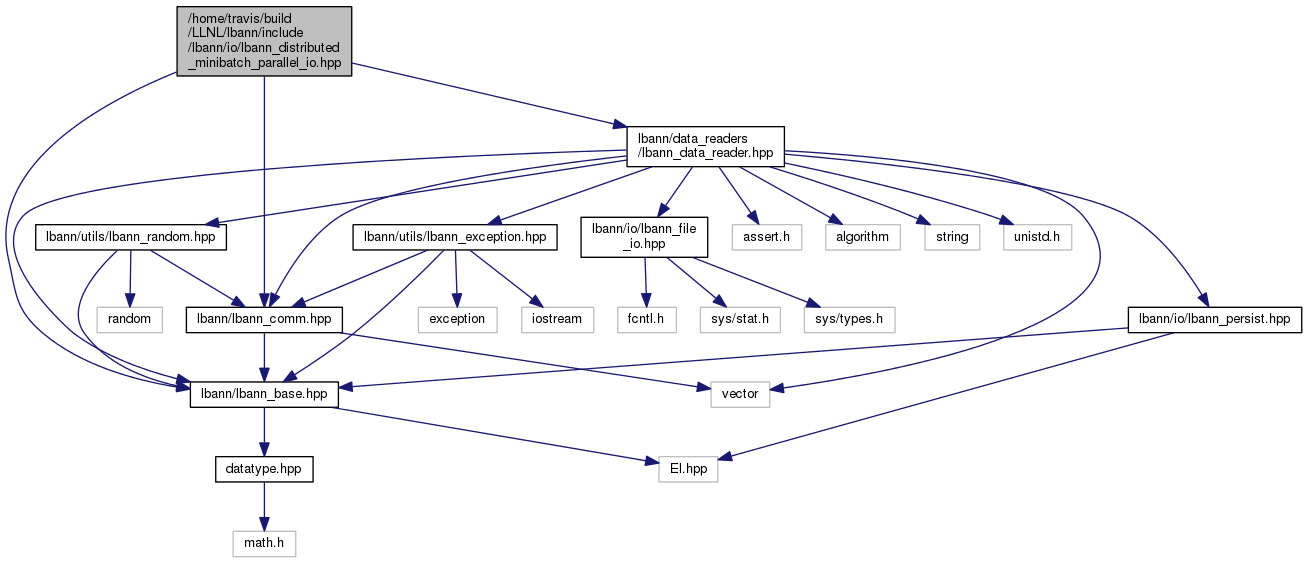 /home/travis/build
/LLNL/lbann/include
/lbann/io/lbann_distributed
_minibatch_parallel_io.hpp
lbann/data_readers
/lbann_data_reader.hpp
lbann/utils/lbann_random.hpp
lbann/utils/lbann_exception.hpp
lbann/io/lbann_file
_io.hpp
assert.h
algorithm
string
unistd.h
random
lbann/lbann_comm.hpp
exception
iostream
fcntl.h
sys/stat.h
sys/types.h
lbann/io/lbann_persist.hpp
lbann/lbann_base.hpp
vector
datatype.hpp
El.hpp
math.h